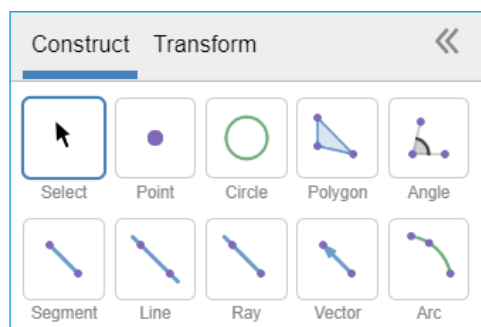 Construct Transform
Select Point Circle Polygon Angle
Segment Line Ray Vector Arc